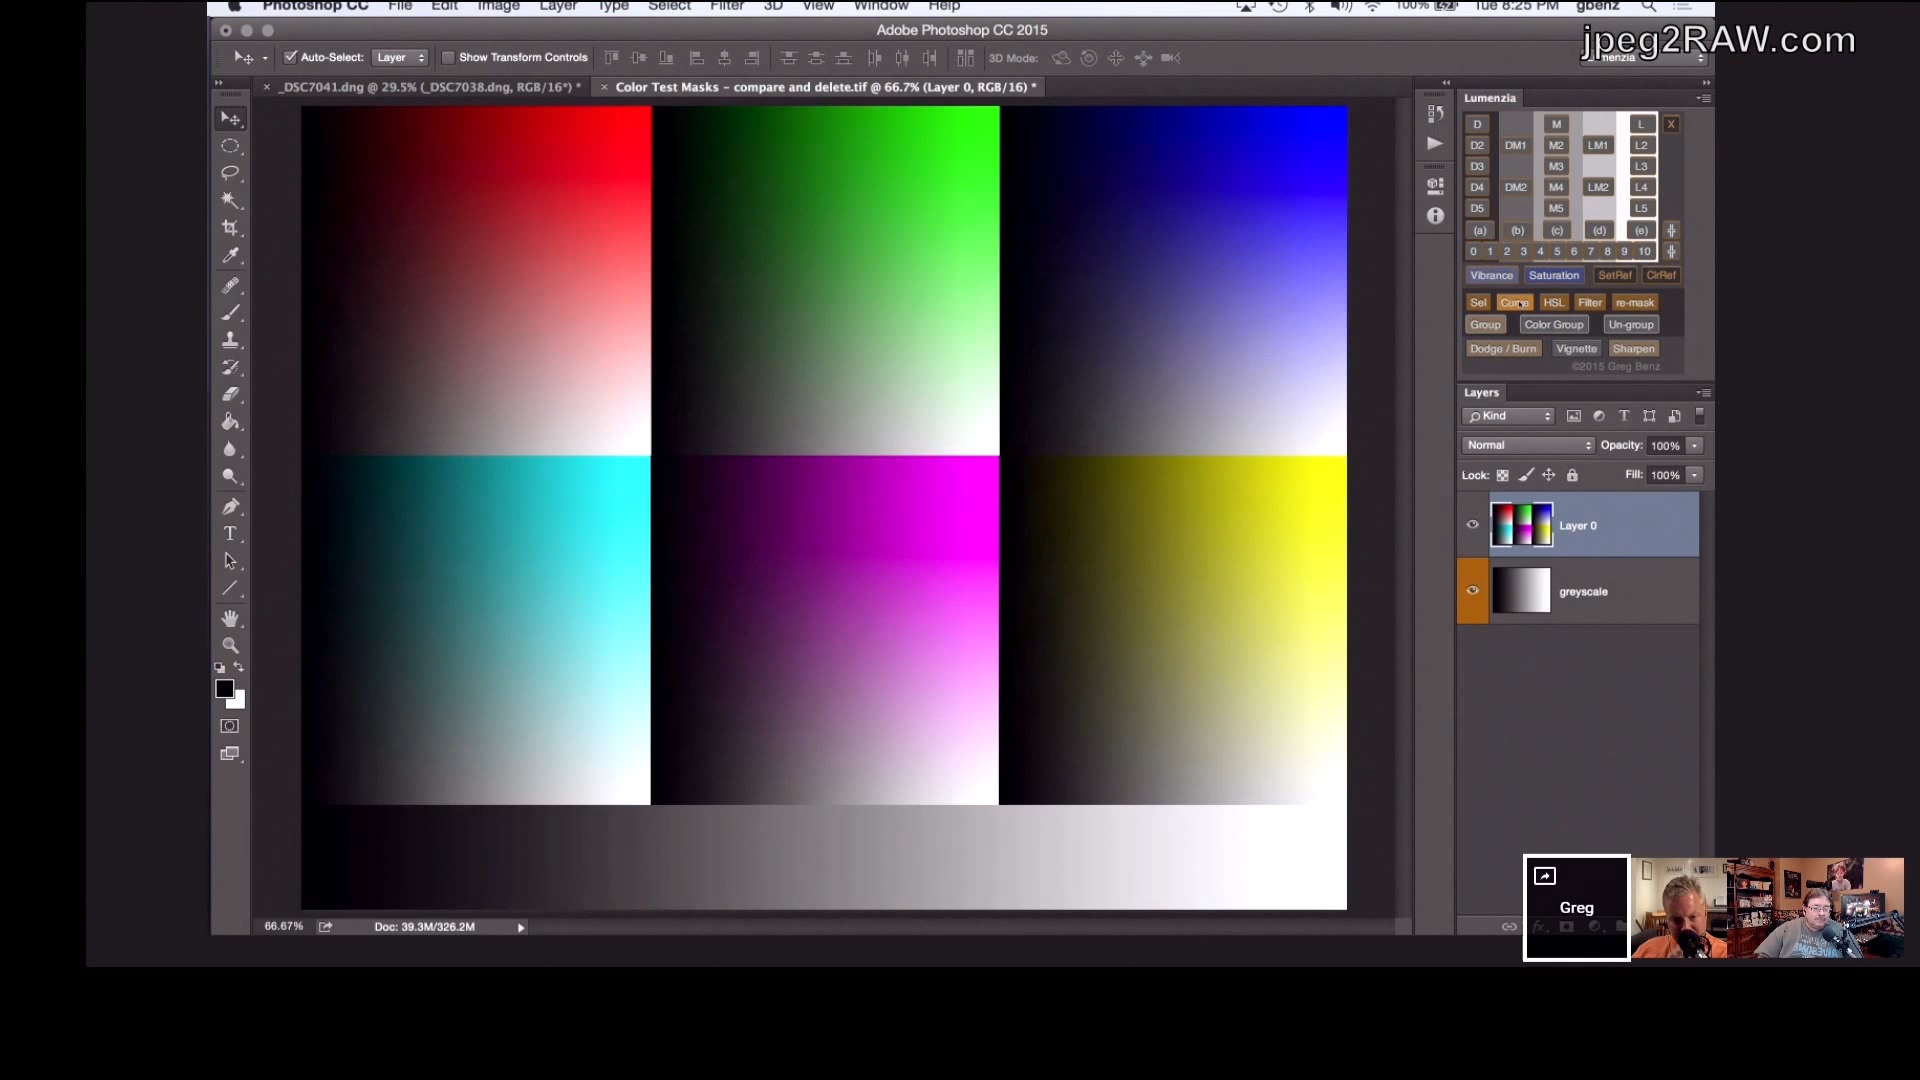 Photoshop CC File Edit Image Layer Type Select Filter 3D View Window Help 100% Tue 8:25 PM gbenz
Adobe Photoshop CC 2015
jpeg2RAW.com
Auto-Select: Layer Show Transform Controls 3D Mode:
× _DSC7041.dng @ 29.5% (_DSC7038.dng, RGB/16*) * × Color Test Masks – compare and delete.tif @ 66.7% (Layer 0, RGB/16) *
Lumenzia
D M L X
D2 DM1 M2 LM1 L2
D3 M3 L3
D4 DM2 M4 LM2 L4
D5 M5 L5
(a) (b) (c) (d) (e)
0 1 2 3 4 5 6 7 8 9 10
Vibrance Saturation SetRef ClrRef
Sel Curve HSL Filter re-mask
Group Color Group Un-group
Dodge / Burn Vignette Sharpen
©2015 Greg Benz
Layers
Kind
Normal Opacity: 100%
Lock: Fill: 100%
Layer 0
greyscale
66.67% Doc: 39.3M/326.2M
Greg